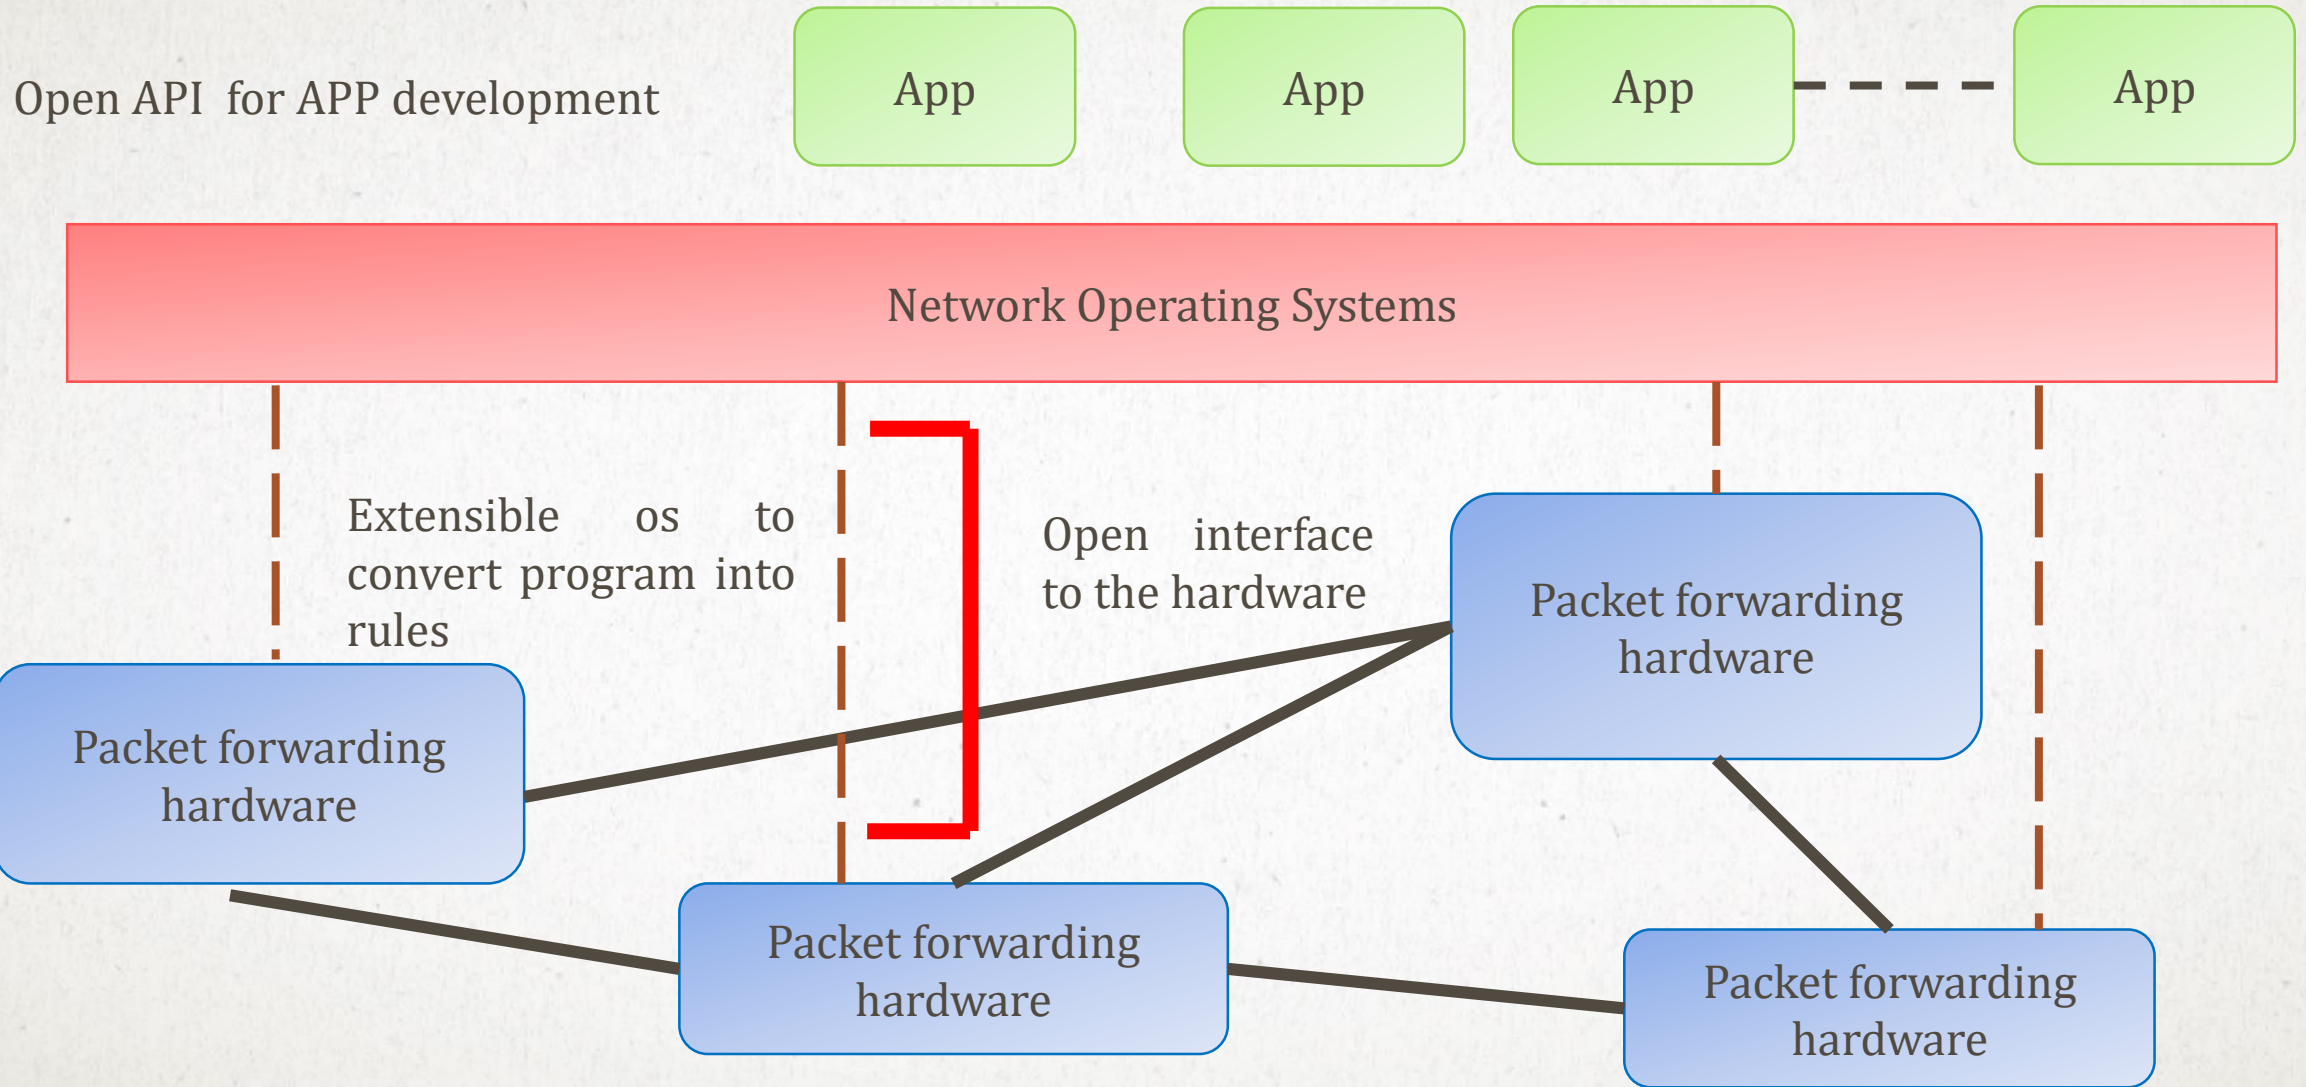 Open API for APP development
App
App
App
App
Network Operating Systems
Extensible os to
convert program into
rules
Open interface
to the hardware
Packet forwarding
hardware
Packet forwarding
hardware
Packet forwarding
hardware
Packet forwarding
hardware